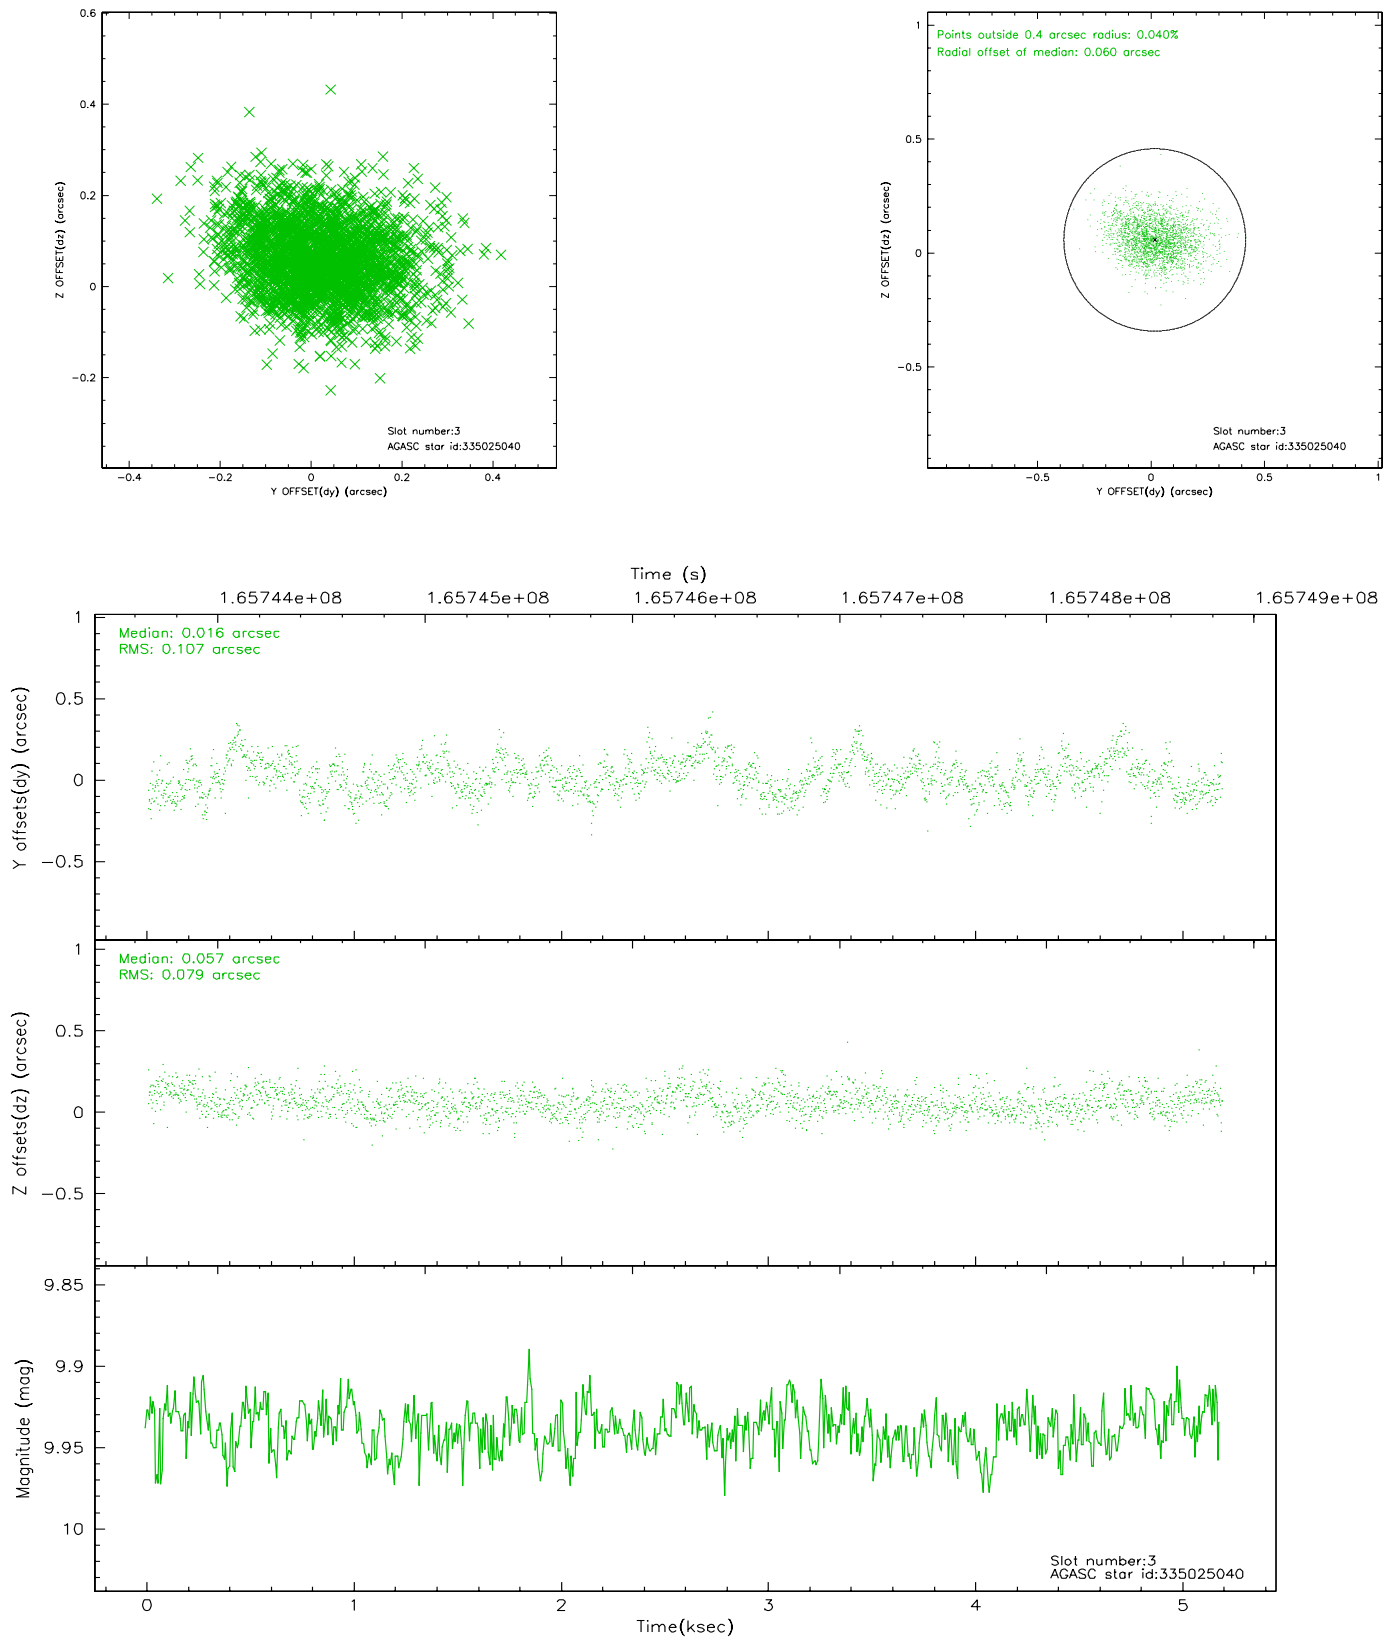 0.6
0.4
0.2
0
−0.2
Z OFFSET(dz) (arcsec)
Slot number:3
AGASC star id:335025040
−0.4 −0.2 0 0.2 0.4
Y OFFSET(dy) (arcsec)
Points outside 0.4 arcsec radius: 0.040%
Radial offset of median: 0.060 arcsec
1
0.5
0
−0.5
Z OFFSET(dz) (arcsec)
Slot number:3
AGASC star id:335025040
−0.5 0 0.5 1
Y OFFSET(dy) (arcsec)
Time (s)
1.65744e+08 1.65745e+08 1.65746e+08 1.65747e+08 1.65748e+08 1.65749e+08
Median: 0.016 arcsec
RMS: 0.107 arcsec
1
0.5
0
−0.5
Y offsets(dy) (arcsec)
Median: 0.057 arcsec
RMS: 0.079 arcsec
1
0.5
0
−0.5
Z offsets(dz) (arcsec)
9.85
9.9
9.95
10
Magnitude (mag)
Slot number:3
AGASC star id:335025040
0 1 2 3 4 5
Time(ksec)